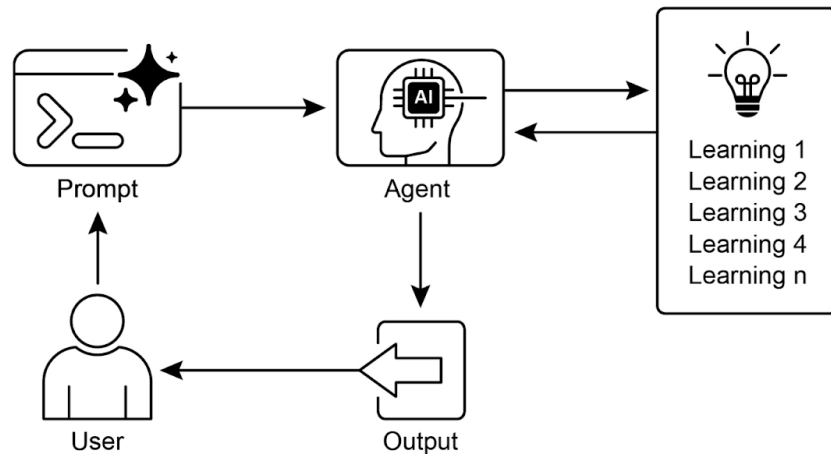 AI
Prompt
Agent
Learning 1
Learning 2
Learning 3
Learning 4
Learning n
User
Output